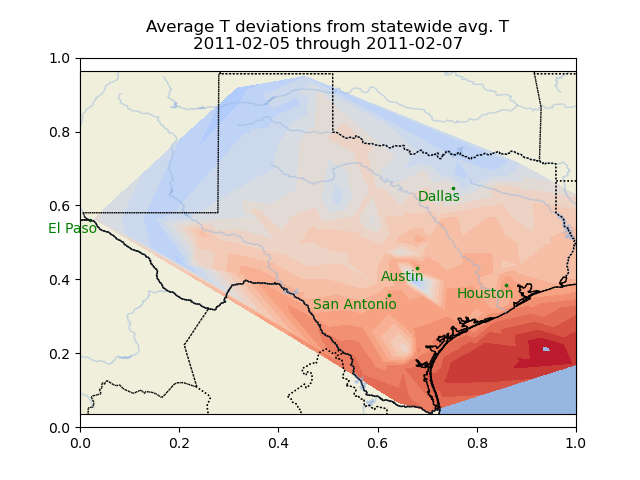 Average T deviations from statewide avg. T
2011-02-05 through 2011-02-07
1.0
0.8
0.6
0.4
0.2
0.0
Dallas
El Paso
Austin
San Antonio
Houston
0.0 0.2 0.4 0.6 0.8 1.0